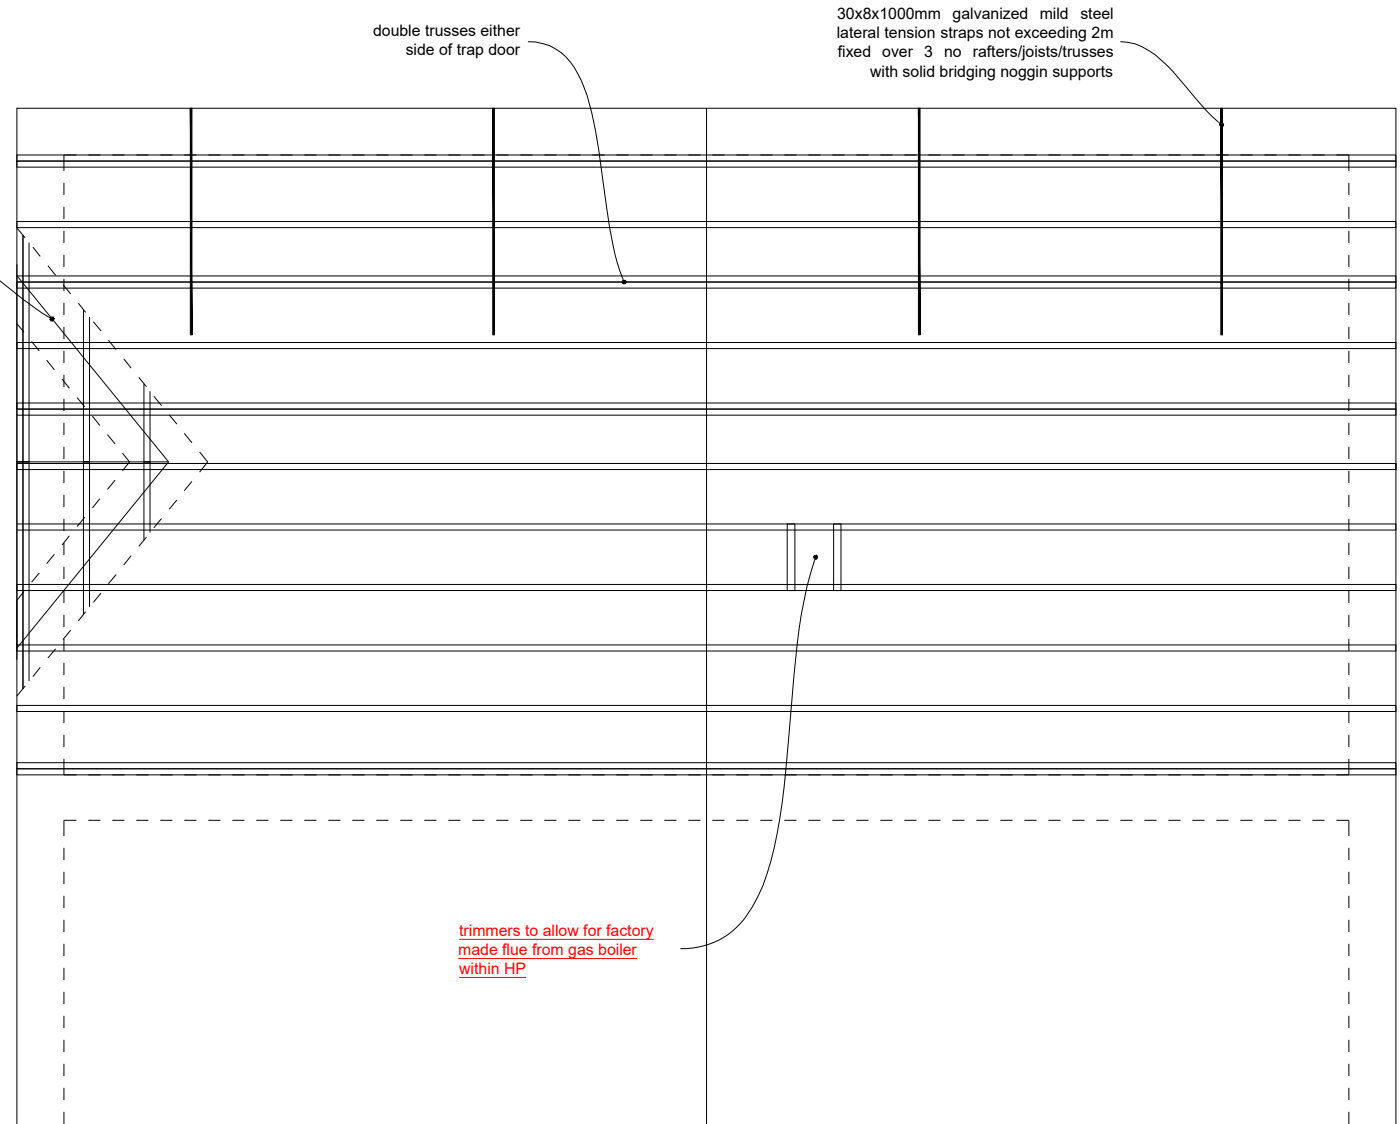 double trusses either
side of trap door
30x8x1000mm galvanized mild steel
lateral tension straps not exceeding 2m
fixed over 3 no rafters/joists/trusses
with solid bridging noggin supports
trimmers to allow for factory
made flue from gas boiler
within HP